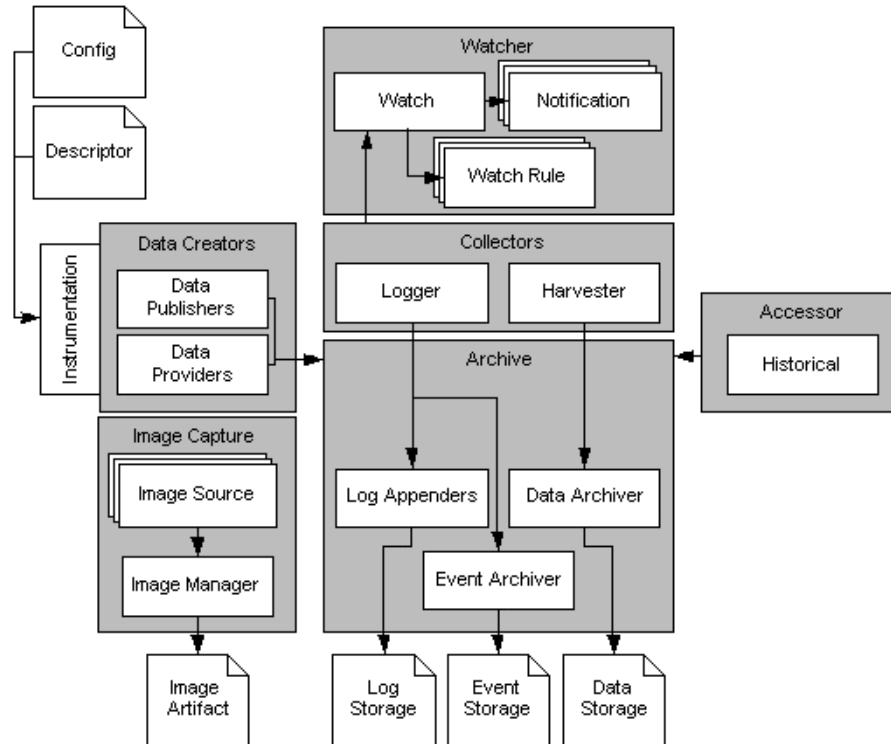 Config
Descriptor
Instrumentation
Data Creators
Data
Publishers
Data
Providers
Image Capture
Image Source
Image Manager
Image
Artifact
Watcher
Watch
Notification
Watch Rule
Collectors
Logger
Harvester
Archive
Log Appenders
Data Archiver
Event Archiver
Log
Storage
Event
Storage
Data
Storage
Accessor
Historical